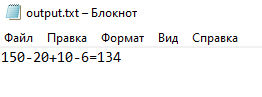 output.txt – Блокнот
Файл Правка Формат Вид Справка
150-20+10-6=134